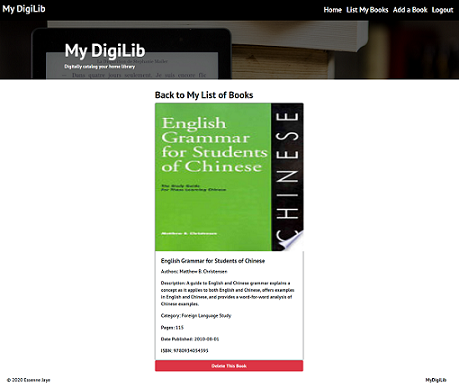 My DigiLib
Home List My Books Add a Book Logout
My DigiLib
Digitally catalog your home library
Back to My List of Books
English
Grammar
for Students
of Chinese
The Study Guide
For Those Learning Chinese
CHINESE
Matthew B. Christensen
English Grammar for Students of Chinese
Authors: Matthew B. Christensen
Description: A guide to English and Chinese grammar explains a
concept as it applies to both English and Chinese, offers examples
in English and Chinese, and provides a word-for-word analysis of
Chinese examples.
Category: Foreign Language Study
Pages: 115
Date Published: 2010-08-01
ISBN: 9780934034395
Delete This Book
© 2020 Essenne Jaye
MyDigiLib